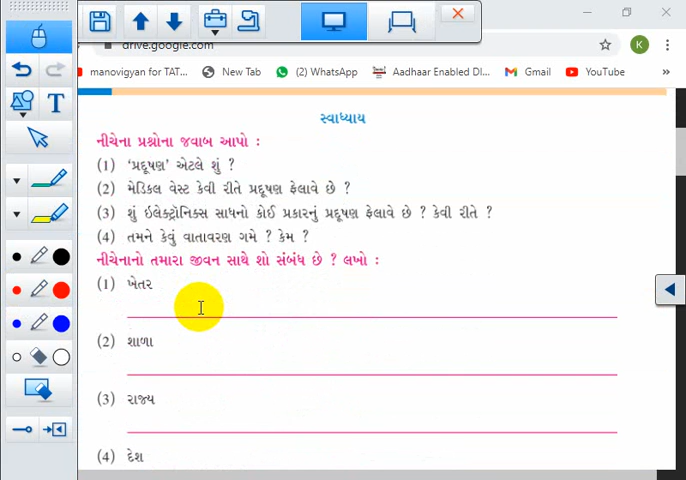 drive.google.com
manovigyan for TAT...
New Tab
(2) WhatsApp
Aadhaar Enabled DI...
Gmail
YouTube
K
T
સ્વાધ્યાય
નીચેના પ્રશ્નોના જવાબ આપો :
(1) ‘પ્રદૂષણ’ એટલે શું ?
(2) મેડિકલ વેસ્ટ કેવી રીતે પ્રદૂષણ ફેલાવે છે ?
(3) શું ઇલેક્ટ્રૉનિક્સ સાધનો કોઈ પ્રકારનું પ્રદૂષણ ફેલાવે છે ? કેવી રીતે ?
(4) તમને કેવું વાતાવરણ ગમે ? કેમ ?
નીચેનાનો તમારા જીવન સાથે શો સંબંધ છે ? લખો :
(1) ખેતર
(2) શાળા
(3) રાજ્ય
(4) દેશ